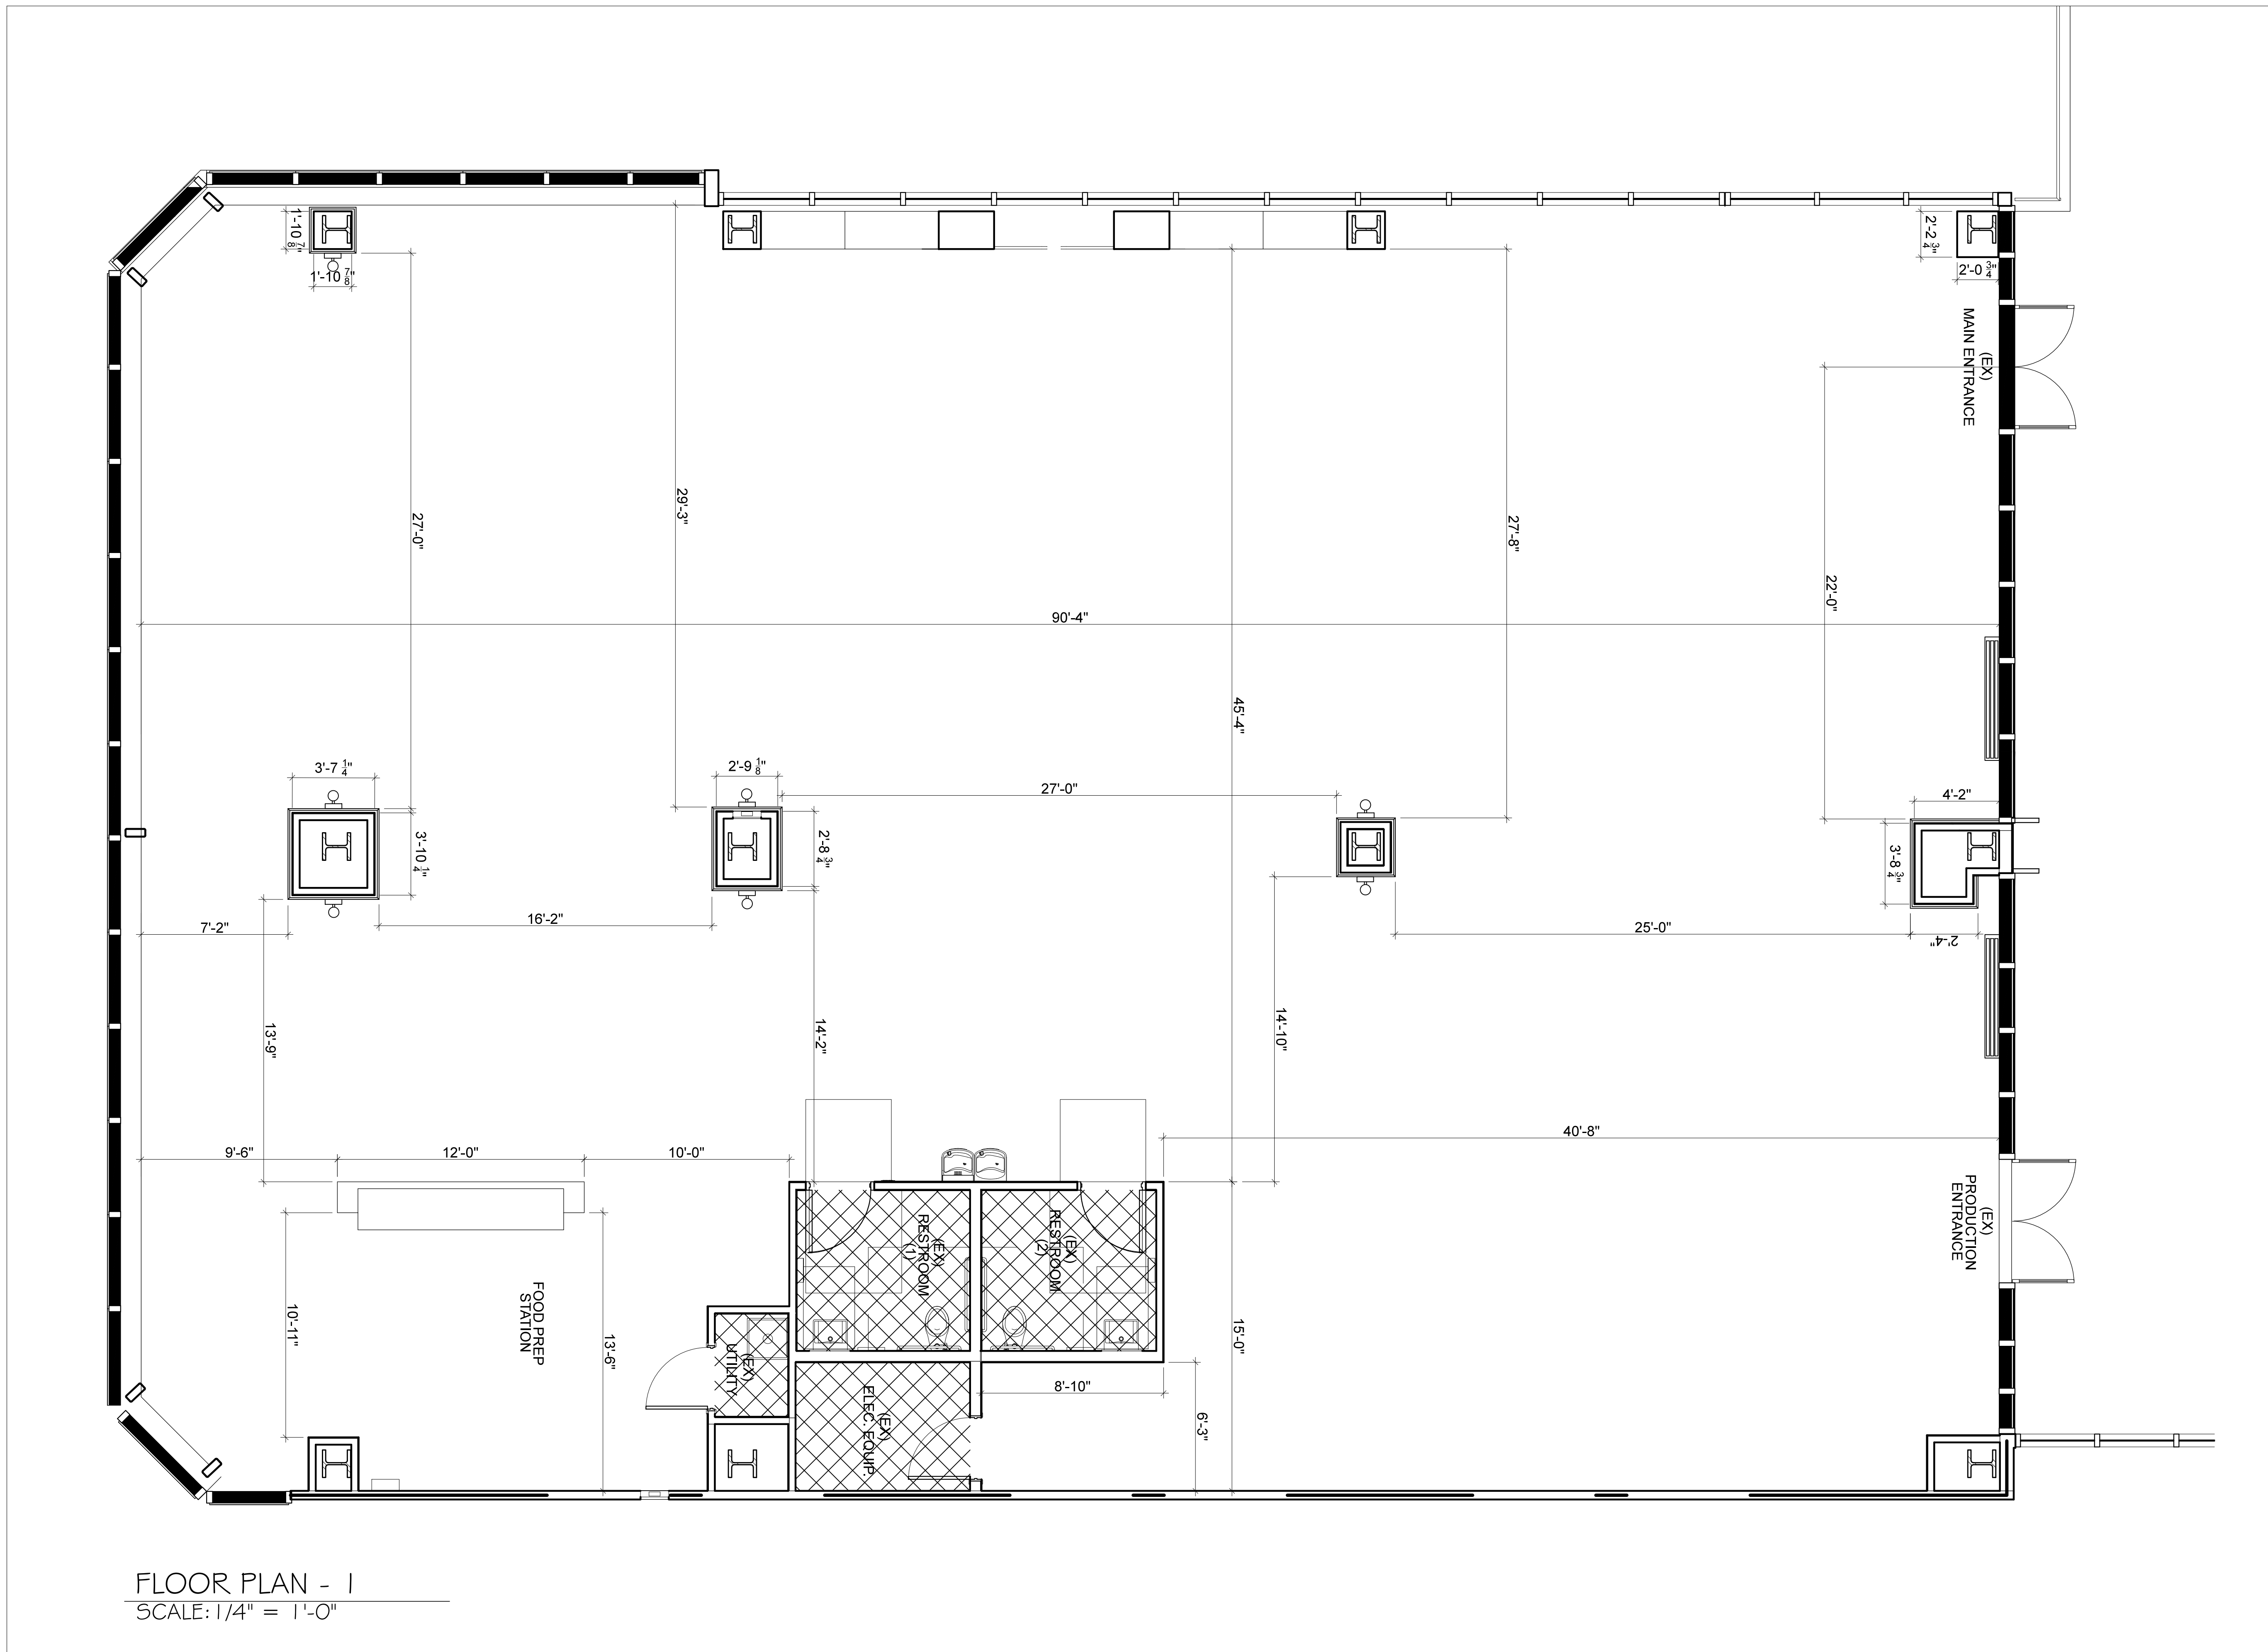 1'-10 7/8"
1'-10 7/8"
2'-2 3/4"
2'-0 3/4"
(EX)
MAIN ENTRANCE
27'-0"
29'-3"
27'-8"
22'-0"
90'-4"
45'-4"
3'-7 1/4"
2'-9 1/8"
27'-0"
4'-2"
3'-10 1/4"
2'-8 3/4"
3'-8 3/4"
7'-2"
16'-2"
25'-0"
2'-4"
13'-9"
14'-2"
14'-10"
40'-8"
9'-6"
12'-0"
10'-0"
(EX)
RESTROOM
(1)
(EX)
RESTROOM
(2)
(EX)
PRODUCTION
ENTRANCE
10'-11"
FOOD PREP
STATION
13'-6"
15'-0"
(EX)
UTILITY
(EX)
ELEC. EQUIP.
8'-10"
6'-3"
FLOOR PLAN - 1
SCALE: 1/4" = 1'-0"